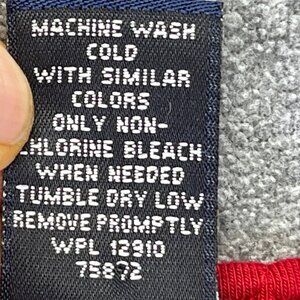 MACHINE WASH
COLD
WITH SIMILAR
COLORS
ONLY NON-
CHLORINE BLEACH
WHEN NEEDED
TUMBLE DRY LOW
REMOVE PROMPTLY
WPL 12910
75892